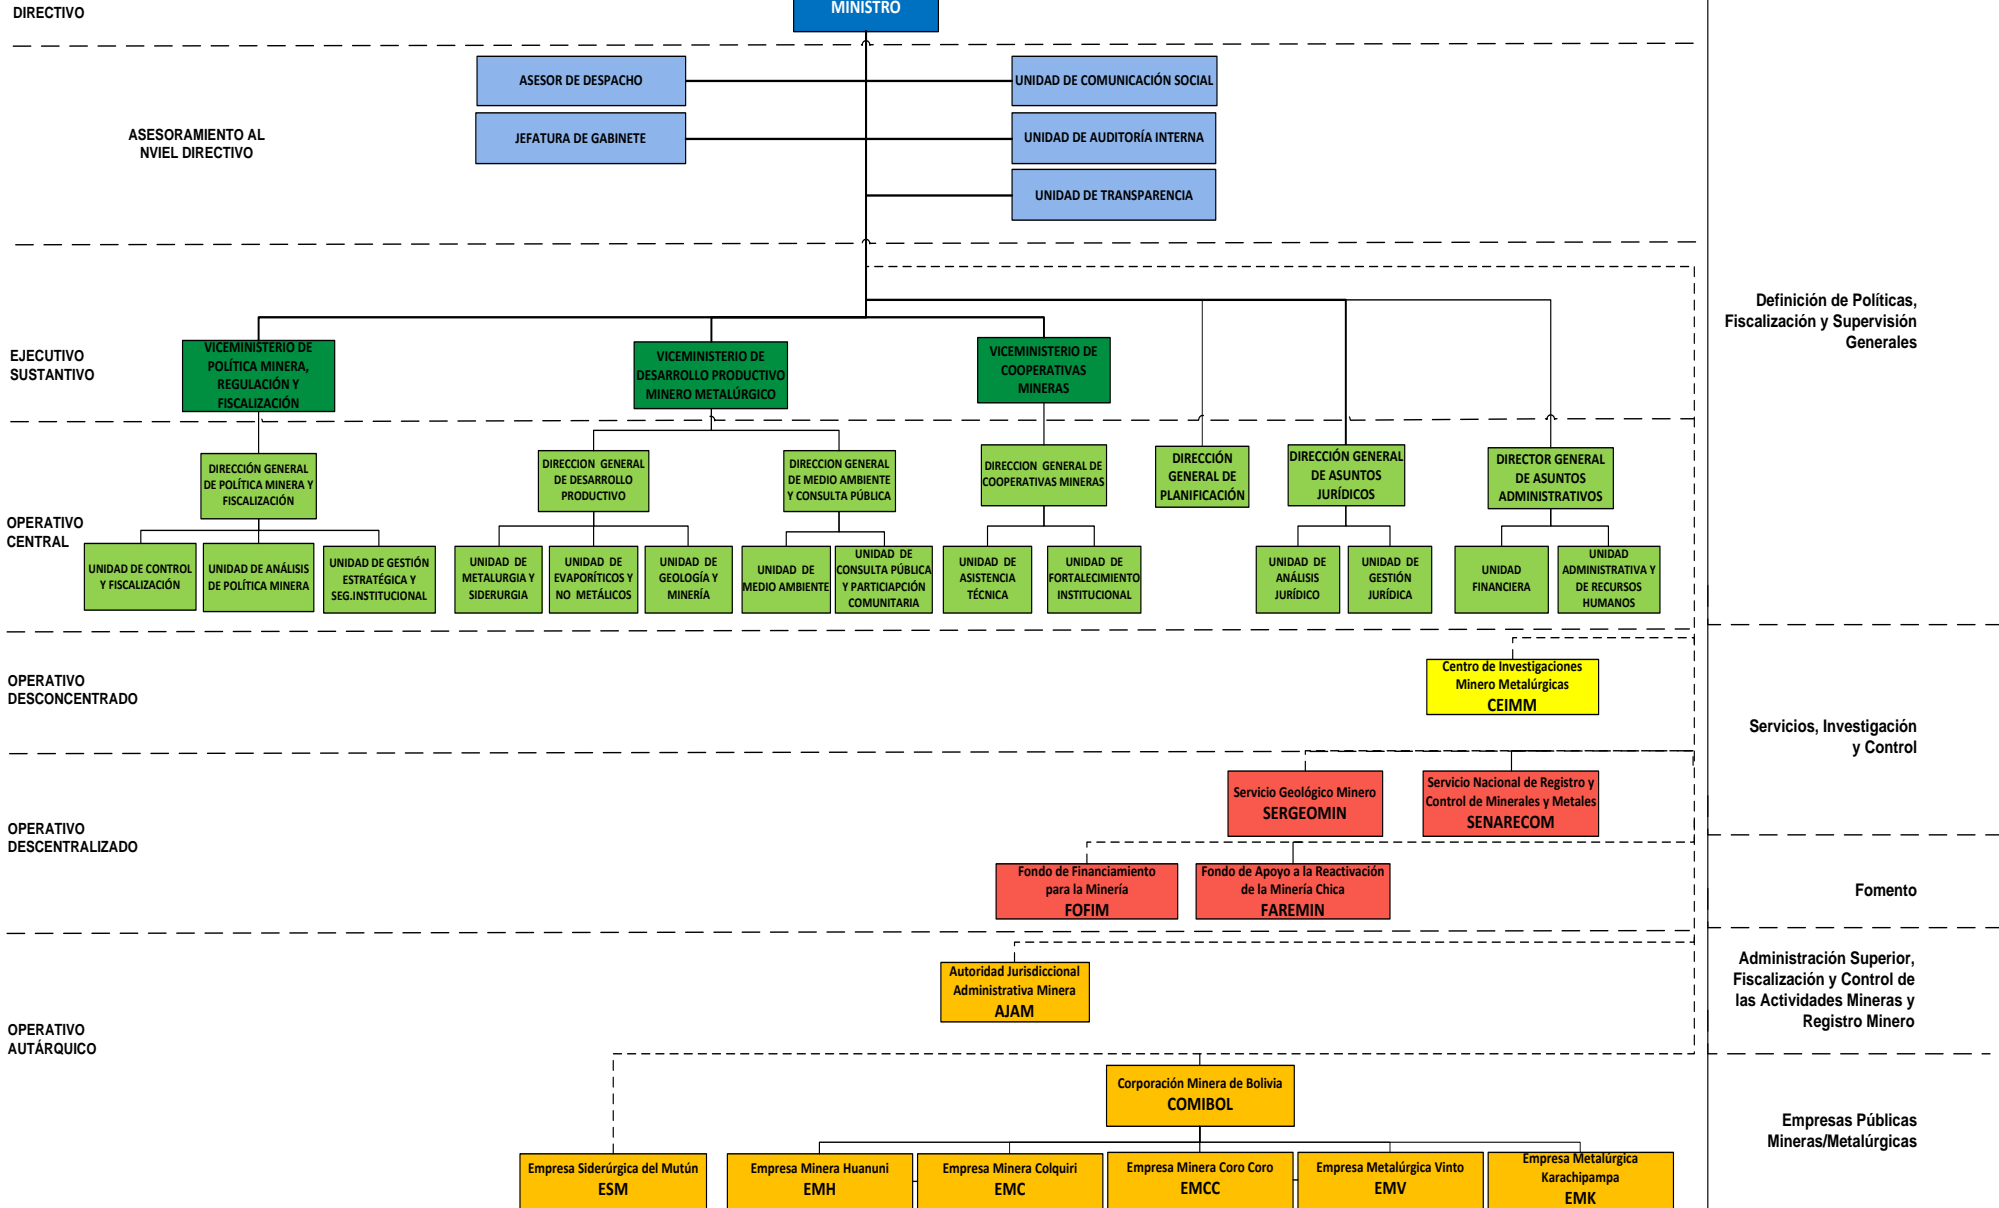 DIRECTIVO
MINISTRO
ASESORAMIENTO AL
NVIEL DIRECTIVO
ASESOR DE DESPACHO
UNIDAD DE COMUNICACIÓN SOCIAL
JEFATURA DE GABINETE
UNIDAD DE AUDITORÍA INTERNA
UNIDAD DE TRANSPARENCIA
Definición de Políticas,
Fiscalización y Supervisión
Generales
EJECUTIVO
SUSTANTIVO
VICEMINISTERIO DE
POLÍTICA MINERA,
REGULACIÓN Y
FISCALIZACIÓN
VICEMINISTERIO DE
DESARROLLO PRODUCTIVO
MINERO METALÚRGICO
VICEMINISTERIO DE
COOPERATIVAS
MINERAS
OPERATIVO
CENTRAL
DIRECCIÓN GENERAL
DE POLÍTICA MINERA Y
FISCALIZACIÓN
DIRECCION GENERAL
DE DESARROLLO
PRODUCTIVO
DIRECCION GENERAL
DE MEDIO AMBIENTE
Y CONSULTA PÚBLICA
DIRECCION GENERAL DE
COOPERATIVAS MINERAS
DIRECCIÓN
GENERAL DE
PLANIFICACIÓN
DIRECCIÓN GENERAL
DE ASUNTOS
JURÍDICOS
DIRECTOR GENERAL
DE ASUNTOS
ADMINISTRATIVOS
UNIDAD DE CONTROL
Y FISCALIZACIÓN
UNIDAD DE ANÁLISIS
DE POLÍTICA MINERA
UNIDAD DE GESTIÓN
ESTRATÉGICA Y
SEG.INSTITUCIONAL
UNIDAD DE
METALURGIA Y
SIDERURGIA
UNIDAD DE
EVAPORÍTICOS Y
NO METÁLICOS
UNIDAD DE
GEOLOGÍA Y
MINERÍA
UNIDAD DE
MEDIO AMBIENTE
UNIDAD DE
CONSULTA PÚBLICA
Y PARTICIAPCIÓN
COMUNITARIA
UNIDAD DE
ASISTENCIA
TÉCNICA
UNIDAD DE
FORTALECIMIENTO
INSTITUCIONAL
UNIDAD DE
ANÁLISIS
JURÍDICO
UNIDAD DE
GESTIÓN
JURÍDICA
UNIDAD
FINANCIERA
UNIDAD
ADMINISTRATIVA Y
DE RECURSOS
HUMANOS
OPERATIVO
DESCONCENTRADO
Centro de Investigaciones
Minero Metalúrgicas
CEIMM
Servicios, Investigación
y Control
OPERATIVO
DESCENTRALIZADO
Servicio Geológico Minero
SERGEOMIN
Servicio Nacional de Registro y
Control de Minerales y Metales
SENARECOM
Fondo de Financiamiento
para la Minería
FOFIM
Fondo de Apoyo a la Reactivación
de la Minería Chica
FAREMIN
Fomento
OPERATIVO
AUTÁRQUICO
Autoridad Jurisdiccional
Administrativa Minera
AJAM
Administración Superior,
Fiscalización y Control de
las Actividades Mineras y
Registro Minero
Corporación Minera de Bolivia
COMIBOL
Empresas Públicas
Mineras/Metalúrgicas
Empresa Siderúrgica del Mutún
ESM
Empresa Minera Huanuni
EMH
Empresa Minera Colquiri
EMC
Empresa Minera Coro Coro
EMCC
Empresa Metalúrgica Vinto
EMV
Empresa Metalúrgica
Karachipampa
EMK